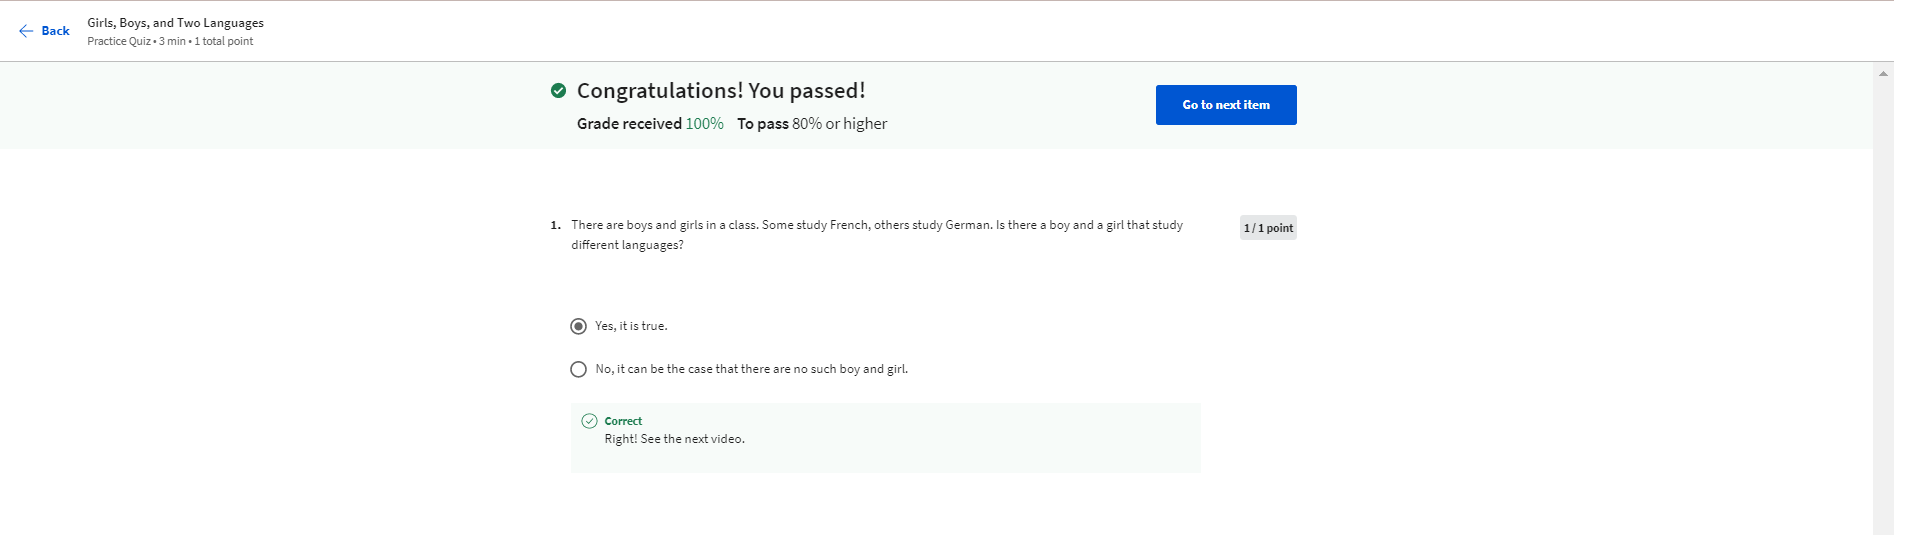 Back
Girls, Boys, and Two Languages
Practice Quiz • 3 min • 1 total point
Congratulations! You passed!
Grade received 100% To pass 80% or higher
Go to next item
1. There are boys and girls in a class. Some study French, others study German. Is there a boy and a girl that study
different languages?
1 / 1 point
Yes, it is true.
No, it can be the case that there are no such boy and girl.
Correct
Right! See the next video.